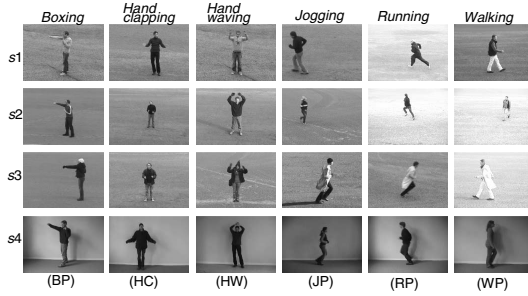 Boxing Hand clapping Hand waving Jogging Running Walking
s1
s2
s3
s4
(BP) (HC) (HW) (JP) (RP) (WP)